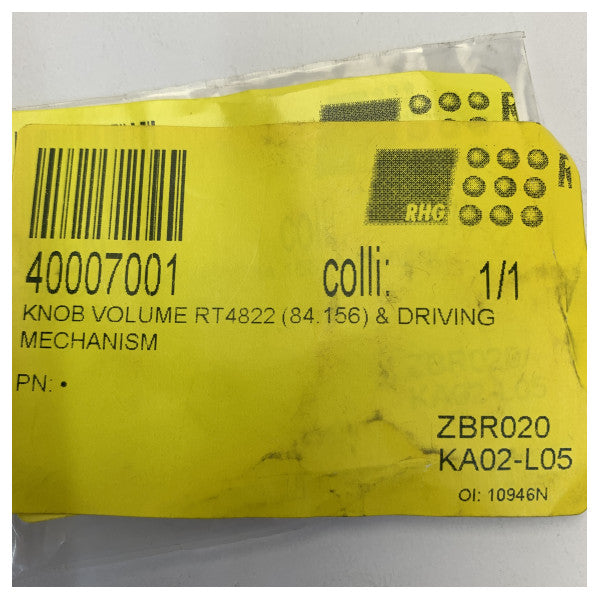 RHG
40007001 colli: 1/1
KNOB VOLUME RT4822 (84.156) & DRIVING
MECHANISM
PN: •
ZBR020
KA02-L05
OI: 10946N